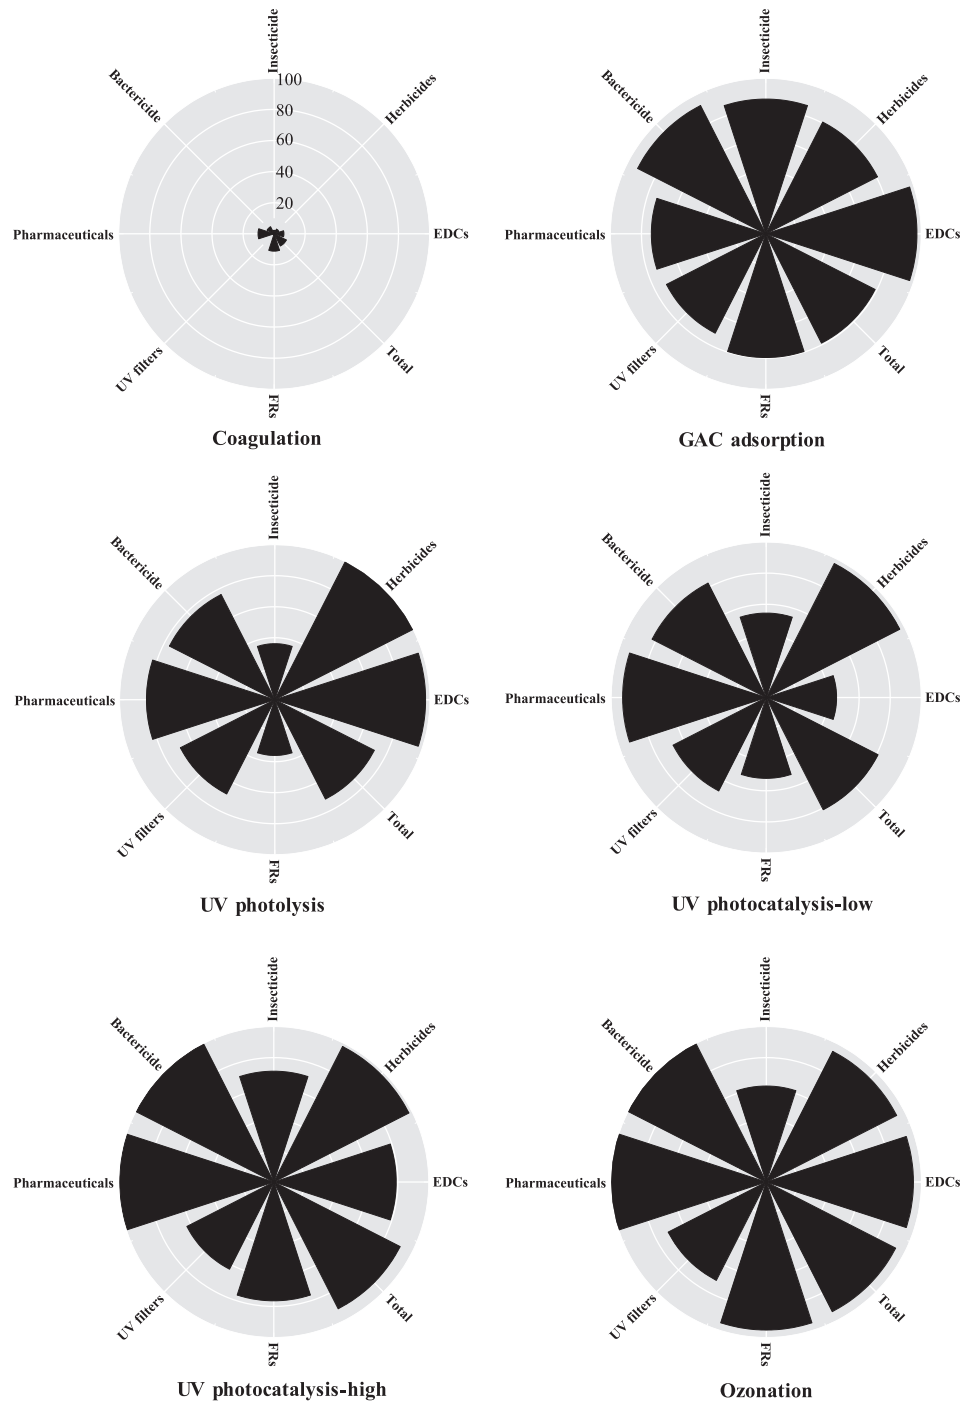 Insecticide
Bactericide
Herbicides
100
80
60
40
20
Pharmaceuticals
EDCs
UV filters
Total
FRs
Coagulation
Insecticide
Bactericide
Herbicides
Pharmaceuticals
EDCs
UV filters
Total
FRs
GAC adsorption
Insecticide
Bactericide
Herbicides
Pharmaceuticals
EDCs
UV filters
Total
FRs
UV photolysis
Insecticide
Bactericide
Herbicides
Pharmaceuticals
EDCs
UV filters
Total
FRs
UV photocatalysis-low
Insecticide
Bactericide
Herbicides
Pharmaceuticals
EDCs
UV filters
Total
FRs
UV photocatalysis-high
Insecticide
Bactericide
Herbicides
Pharmaceuticals
EDCs
UV filters
Total
FRs
Ozonation